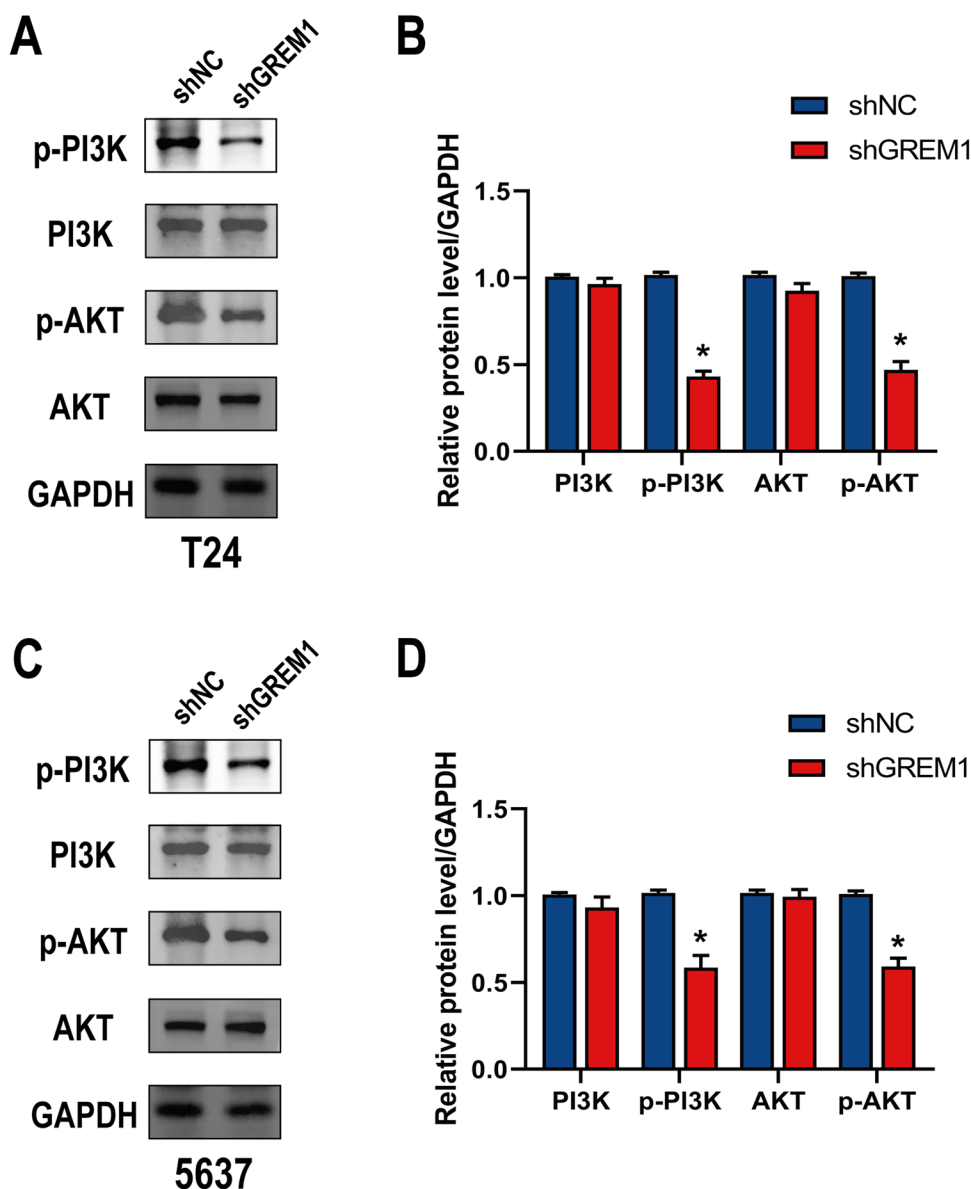 A
shNC shGREM1
p-PI3K
PI3K
p-AKT
AKT
GAPDH
T24
B
shNC
shGREM1
Relative protein level/GAPDH
1.5
1.0
0.5
0.0
*
*
PI3K p-PI3K AKT p-AKT
C
shNC shGREM1
p-PI3K
PI3K
p-AKT
AKT
GAPDH
5637
D
shNC
shGREM1
Relative protein level/GAPDH
1.5
1.0
0.5
0.0
*
*
PI3K p-PI3K AKT p-AKT